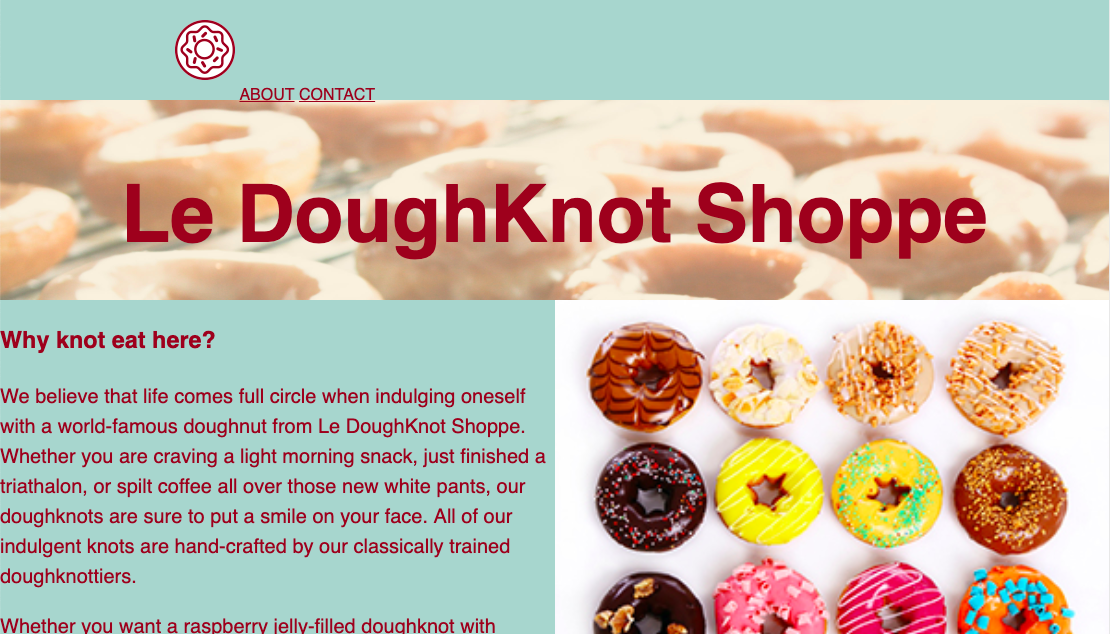 ABOUT CONTACT
Le DoughKnot Shoppe
Why knot eat here?
We believe that life comes full circle when indulging oneself
with a world-famous doughnut from Le DoughKnot Shoppe.
Whether you are craving a light morning snack, just finished a
triathalon, or spilt coffee all over those new white pants, our
doughknots are sure to put a smile on your face. All of our
indulgent knots are hand-crafted by our classically trained
doughknottiers.
Whether you want a raspberry jelly-filled doughknot with